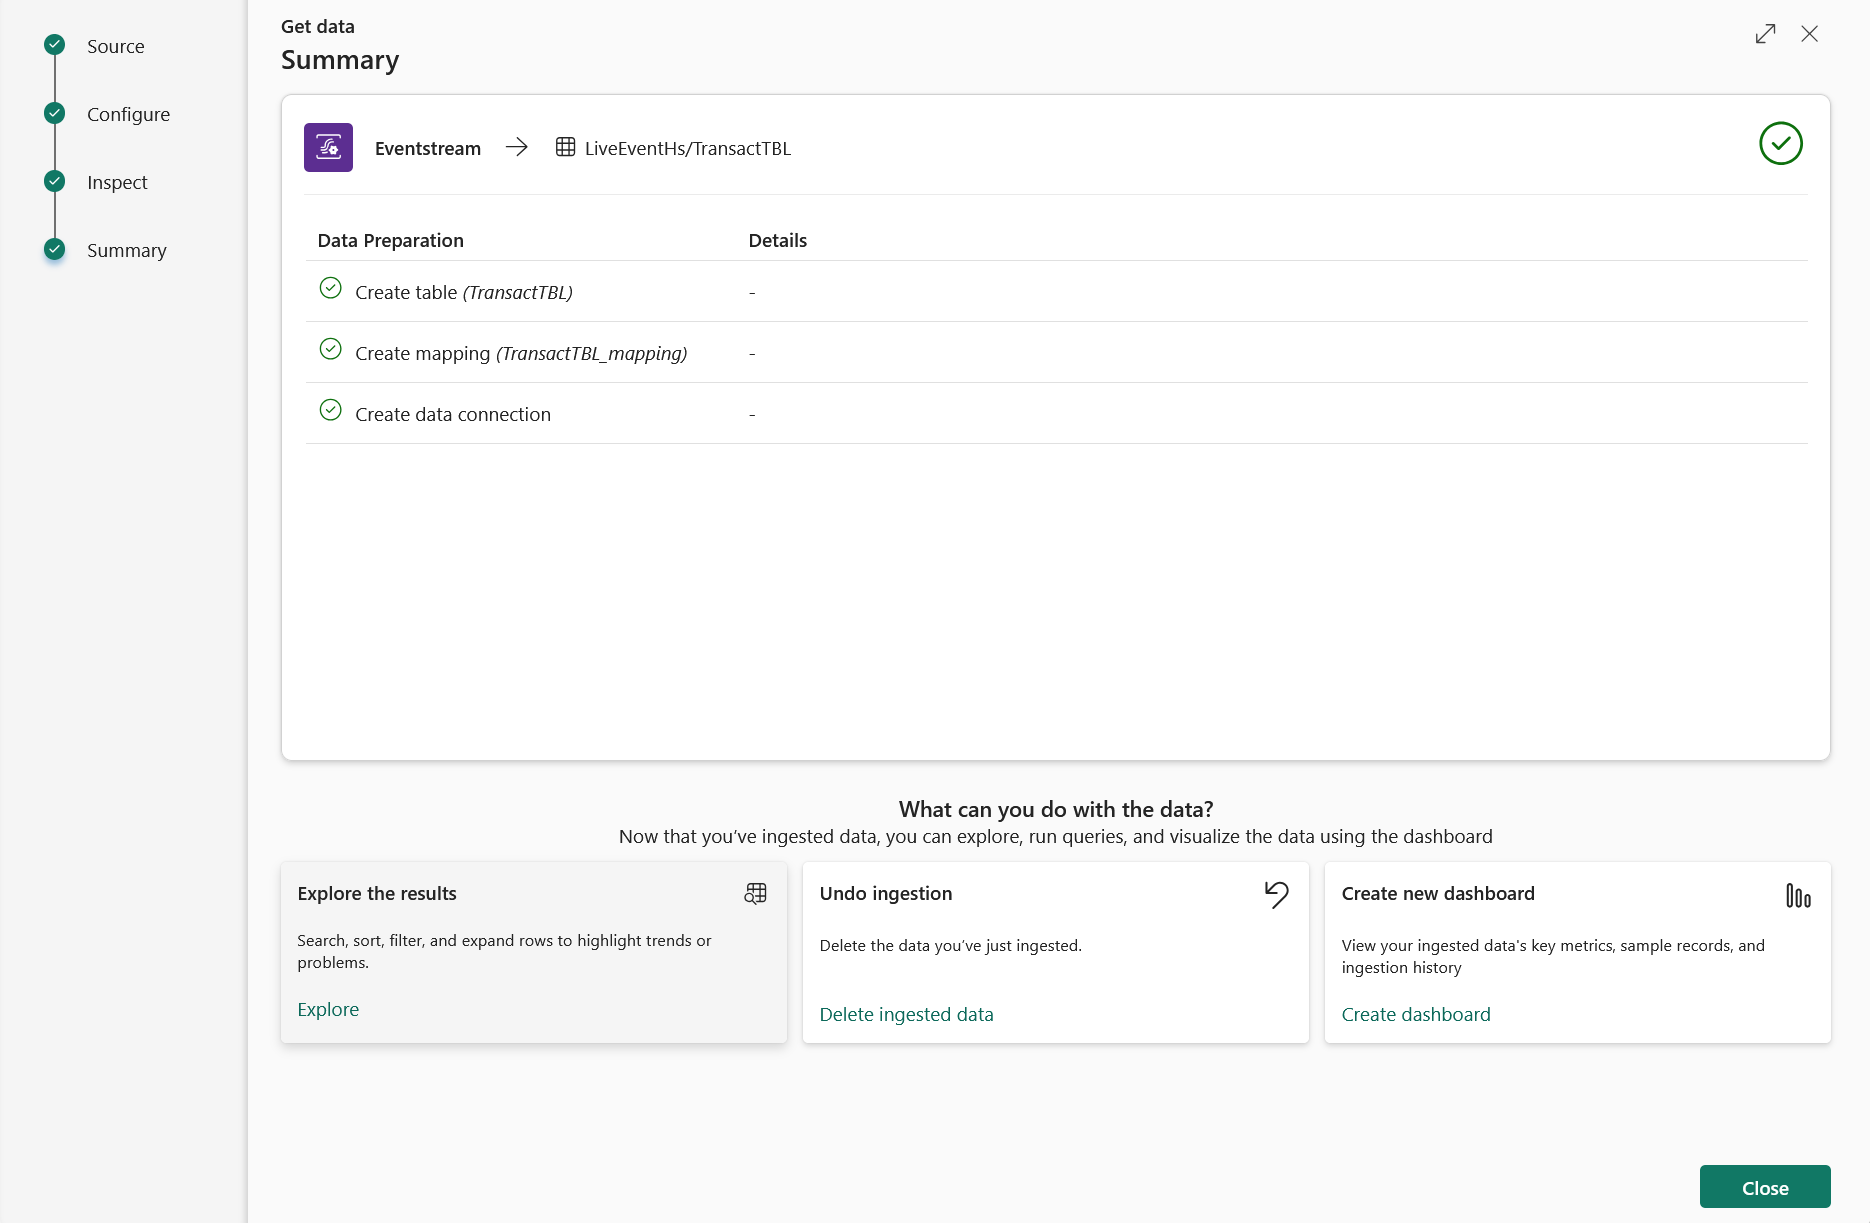 Source
Configure
Inspect
Summary
Get data
Summary
Eventstream
LiveEventHs/TransactTBL
Data Preparation
Details
Create table (TransactTBL)
-
Create mapping (TransactTBL_mapping)
-
Create data connection
-
What can you do with the data?
Now that you’ve ingested data, you can explore, run queries, and visualize the data using the dashboard
Explore the results
Search, sort, filter, and expand rows to highlight trends or
problems.
Explore
Undo ingestion
Delete the data you’ve just ingested.
Delete ingested data
Create new dashboard
View your ingested data's key metrics, sample records, and
ingestion history
Create dashboard
Close